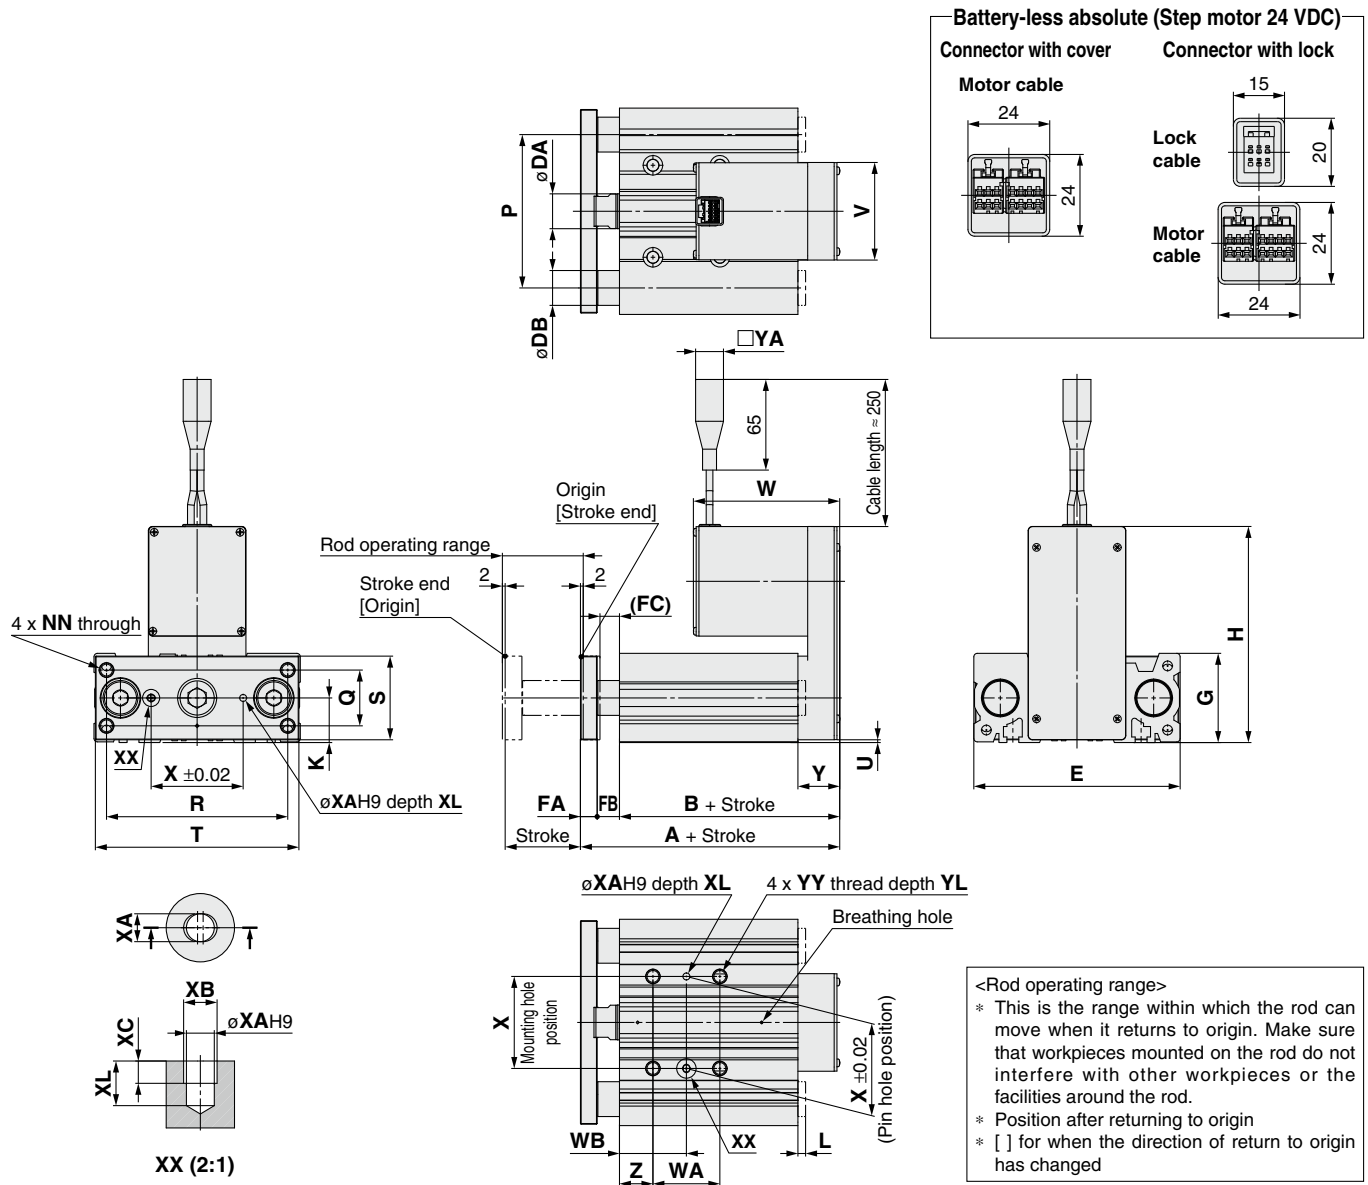 Battery-less absolute (Step motor 24 VDC)
Connector with cover
Connector with lock
Motor cable
24
24
15
Lock
cable
20
Motor
cable
24
24
P
øDA
øDB
V
□YA
65
Cable length ≈ 250
W
Origin
[Stroke end]
Rod operating range
2
2
Stroke end
[Origin]
(FC)
4 x NN through
Q
S
K
XX
X ±0.02
R
T
øXAH9 depth XL
FA
FB
B + Stroke
Stroke
A + Stroke
Y
U
H
G
E
XA
XB
XC
øXAH9
XL
XX (2:1)
øXAH9 depth XL
4 x YY thread depth YL
Breathing hole
X
Mounting hole
position
X ±0.02
(Pin hole position)
WB
XX
L
Z
WA
<Rod operating range>
* This is the range within which the rod can
move when it returns to origin. Make sure
that workpieces mounted on the rod do not
interfere with other workpieces or the
facilities around the rod.
* Position after returning to origin
* [ ] for when the direction of return to origin
has changed